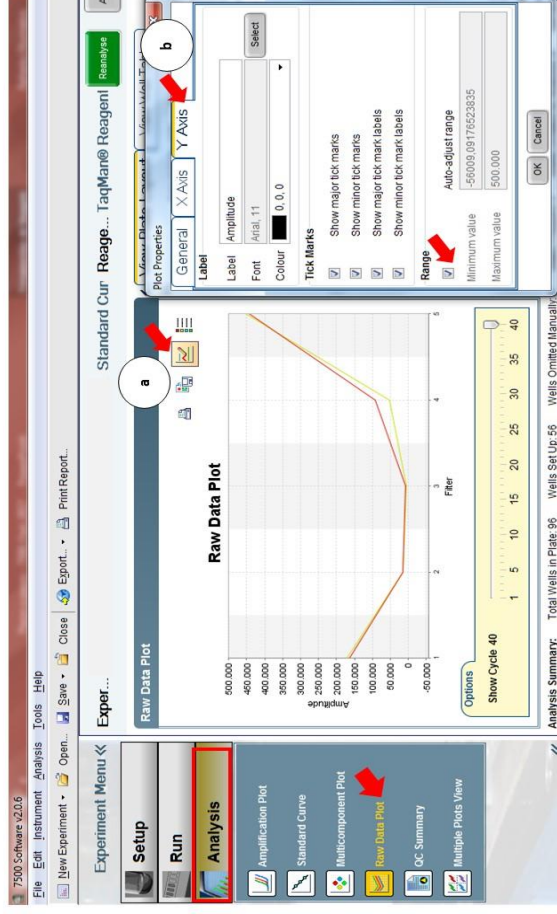 7500 Software v2.0.6
File Edit Instrument Analysis Tools Help
New Experiment Open... Save Close Export... Print Report...
Experiment Menu «
Setup
Run
Analysis
Amplification Plot
Standard Curve
Multicomponent Plot
Raw Data Plot
QC Summary
Multiple Plots View
«
Exper... Standard Cur Reage... TaqMan® Reagent
Reanalyse
A
Raw Data Plot
View Plate Layout View Well Tab
a
Raw Data Plot
Amplitude
500.000
450.000
400.000
350.000
300.000
250.000
200.000
150.000
100.000
50.000
0
-50.000
1 2 3 4 5
Filter
Options
Show Cycle 40
1 5 10 15 20 25 30 35 40
Analysis Summary: Total Wells in Plate: 96 Wells Set Up: 56 Wells Omitted Manually:
Plot Properties
b
General X Axis Y Axis
Label
Label Amplitude
Font Arial, 11 Select
Colour 0, 0, 0
Tick Marks
Show major tick marks
Show minor tick marks
Show major tick mark labels
Show minor tick mark labels
Range
Auto-adjust range
Minimum value -56009,09176523835
Maximum value 500.000
OK Cancel